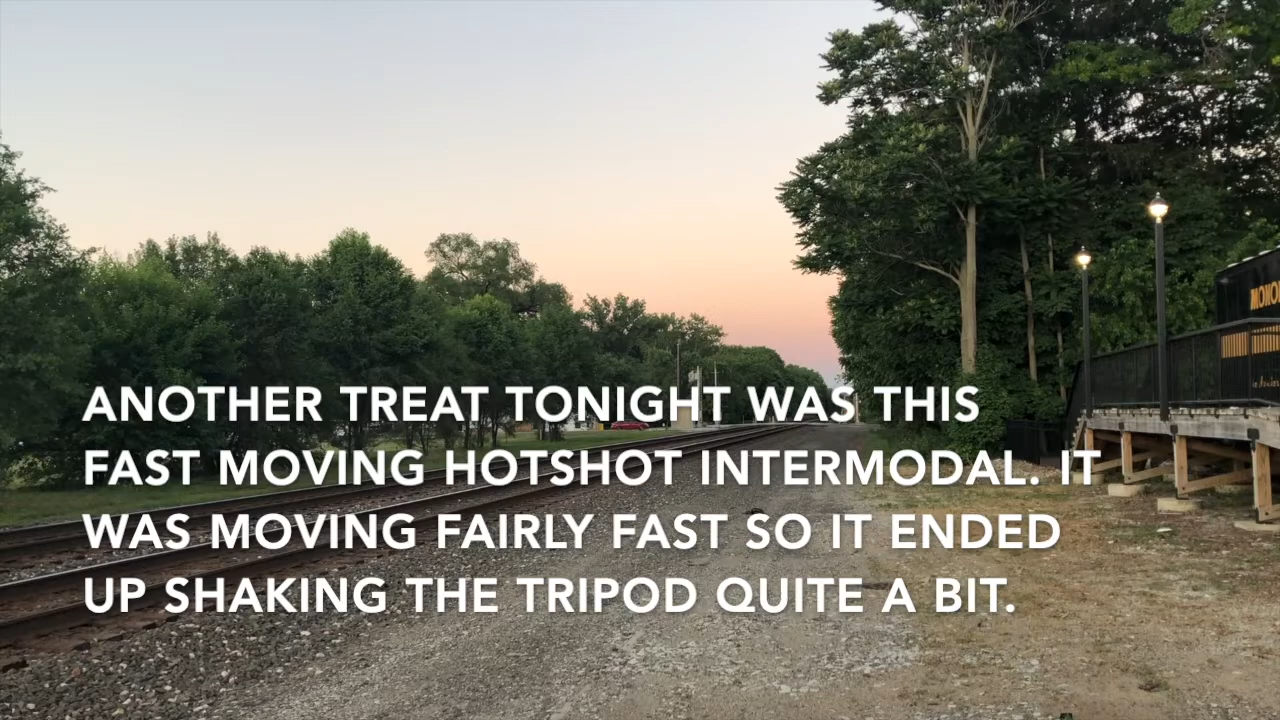 ANOTHER TREAT TONIGHT WAS THIS
FAST MOVING HOTSHOT INTERMODAL. IT
WAS MOVING FAIRLY FAST SO IT ENDED
UP SHAKING THE TRIPOD QUITE A BIT.